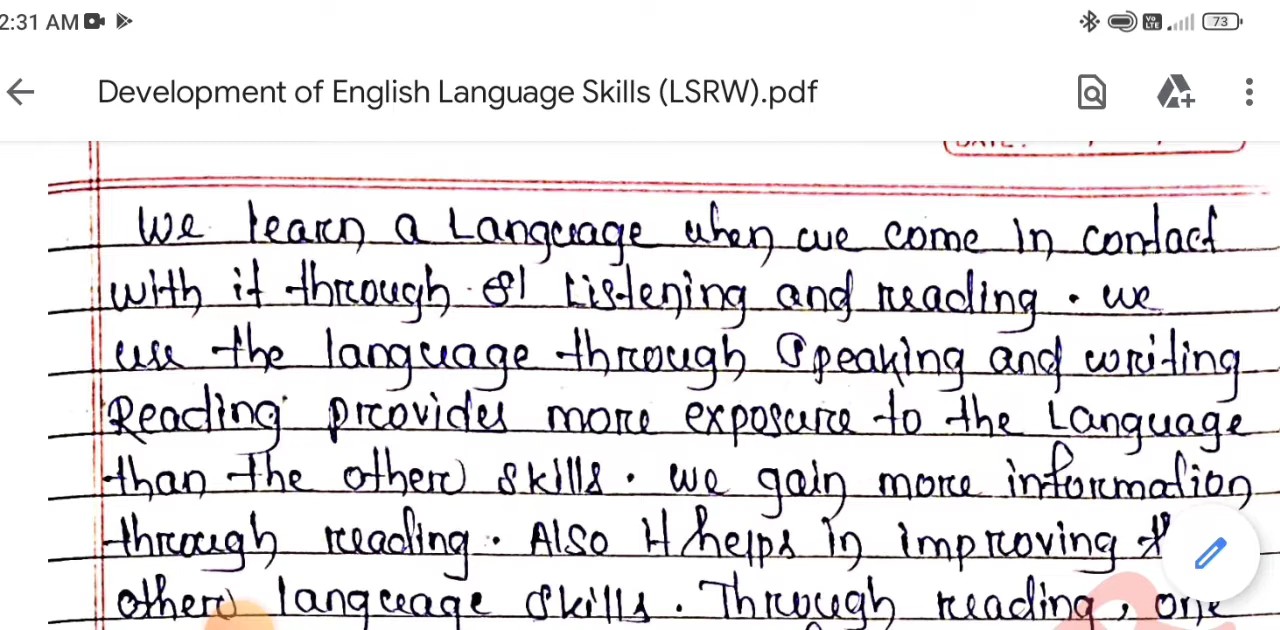 2:31 AM
73
Development of English Language Skills (LSRW).pdf
DATE:
We learn a Language when we come in contact
with it through Listening and reading. we
use the language through Speaking and writing
Reading provides more exposure to the Language
than the other skills. we gain more information
through reading. Also it helps in improving
other language skills. Through reading, one